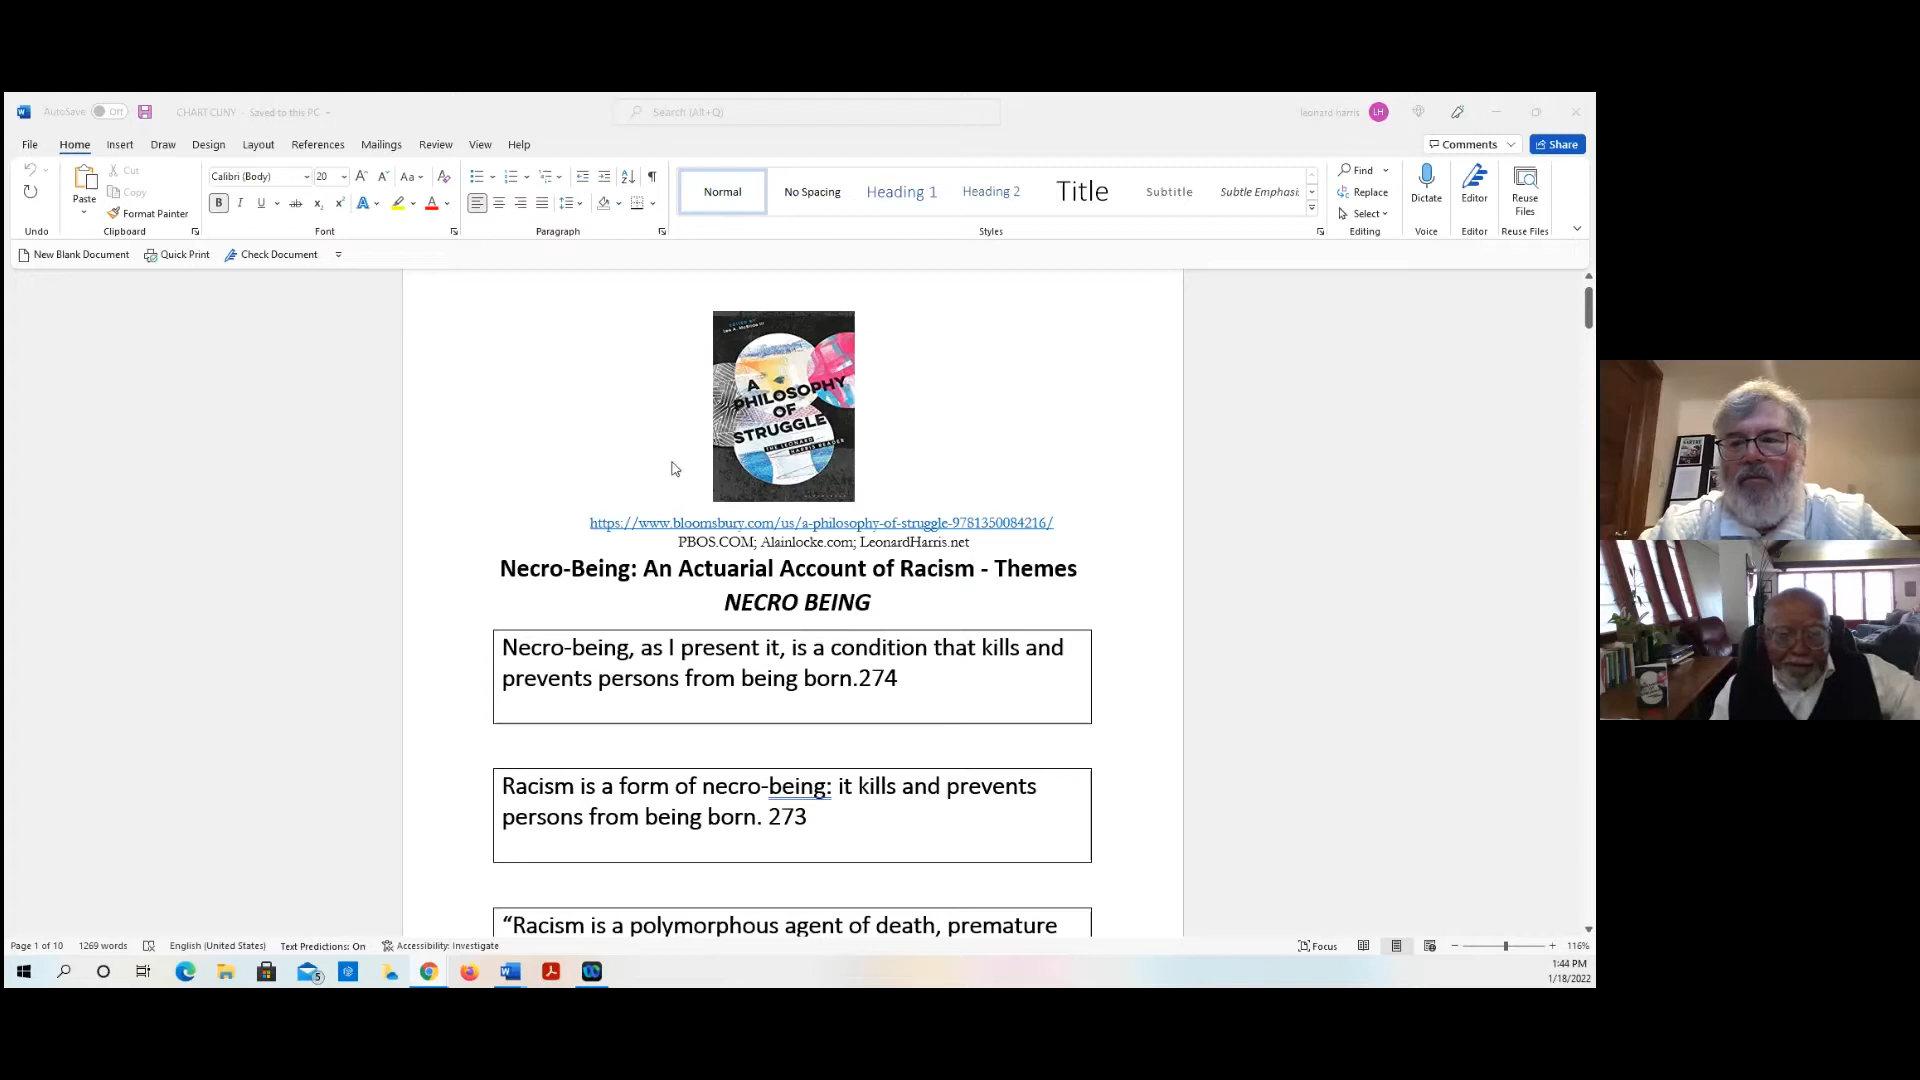 AutoSave Off CHART CUNY - Saved to this PC Search (Alt+Q) leonard harris LH
File Home Insert Draw Design Layout References Mailings Review View Help Comments Share
Paste Cut Copy Format Painter
Calibri (Body) 20
Normal No Spacing Heading 1 Heading 2 Title Subtitle Subtle Emphasi
Find Replace Select
Dictate Editor Reuse Files
Undo Clipboard Font Paragraph Styles Editing Voice Editor Reuse Files
New Blank Document Quick Print Check Document
A
PHILOSOPHY
OF
STRUGGLE
THE LEONARD
HARRIS READER
https://www.bloomsbury.com/us/a-philosophy-of-struggle-9781350084216/
PBOS.COM; Alainlocke.com; LeonardHarris.net
Necro-Being: An Actuarial Account of Racism - Themes
NECRO BEING
Necro-being, as I present it, is a condition that kills and
prevents persons from being born.274
Racism is a form of necro-being: it kills and prevents
persons from being born. 273
“Racism is a polymorphous agent of death, premature
Page 1 of 10 1269 words English (United States) Text Predictions: On Accessibility: Investigate Focus 116%
5
1:44 PM
1/18/2022